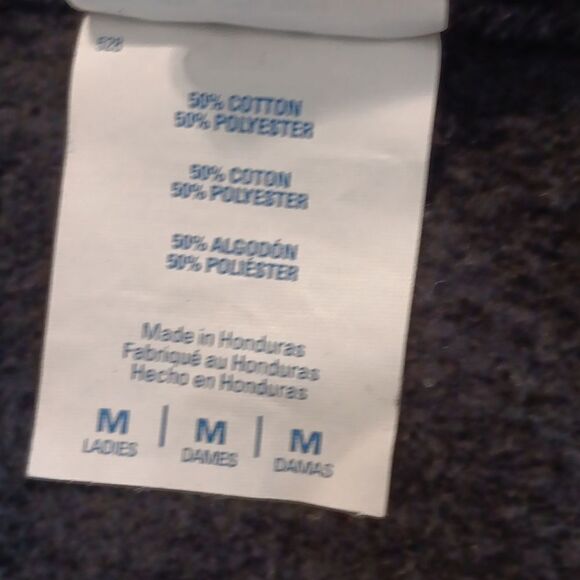 528
50% COTTON
50% POLYESTER
50% COTON
50% POLYESTER
50% ALGODÓN
50% POLIÉSTER
Made in Honduras
Fabriqué au Honduras
Hecho en Honduras
M | M | M
LADIES DAMES DAMAS